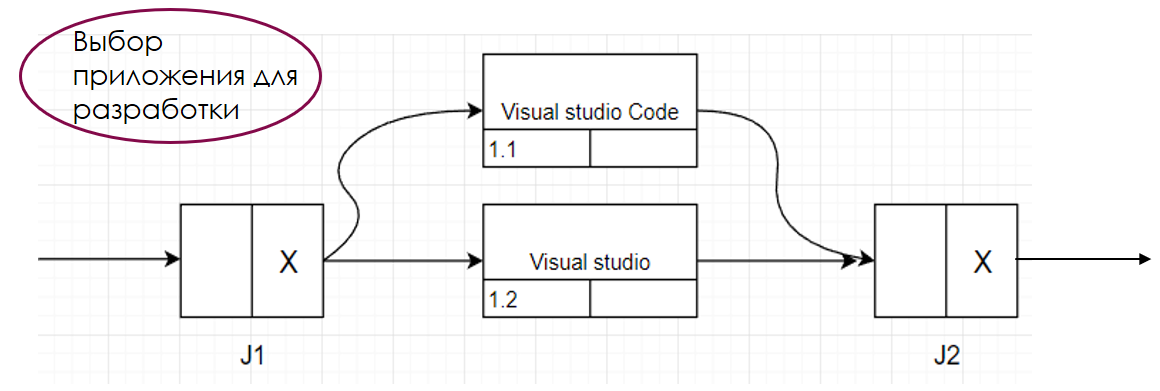 Выбор
приложения для
разработки
Visual studio Code
1.1
X
Visual studio
X
1.2
J1
J2